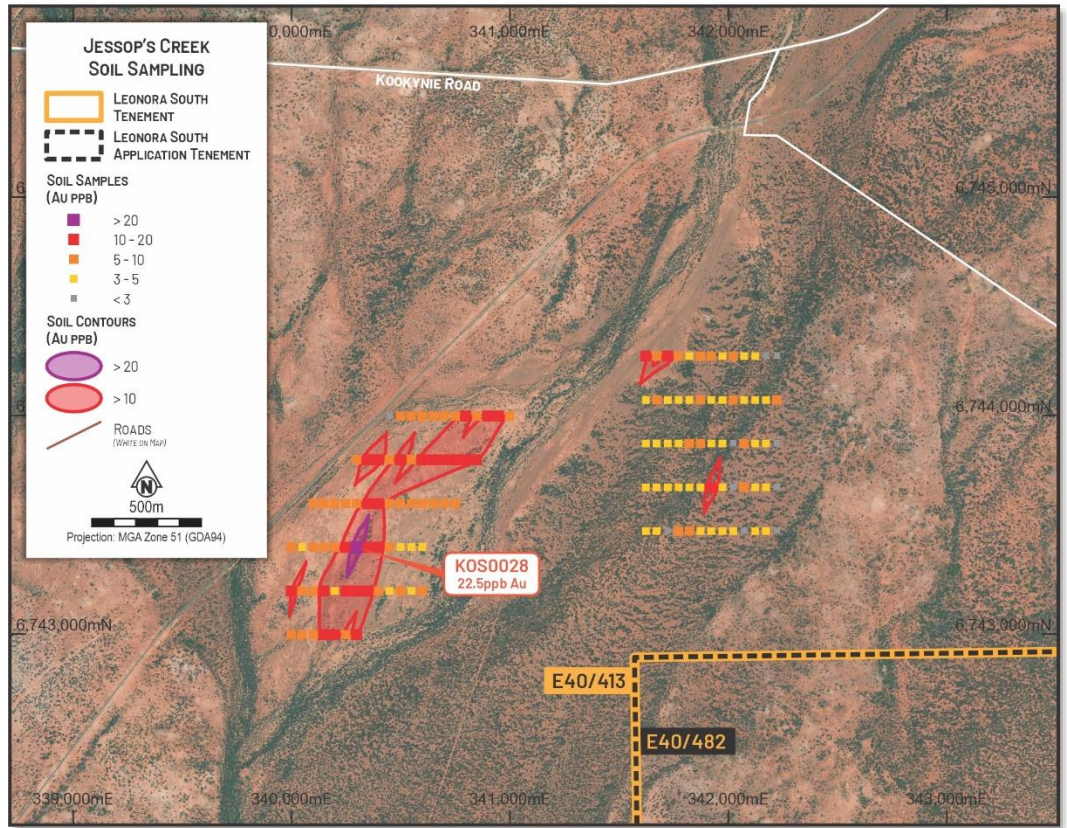 JESSOP'S CREEK
SOIL SAMPLING
LEONORA SOUTH
TENEMENT
LEONORA SOUTH
APPLICATION TENEMENT
SOIL SAMPLES
(AU PPB)
> 20
10 - 20
5 - 10
3 - 5
< 3
SOIL CONTOURS
(AU PPB)
> 20
> 10
ROADS
(WHITE ON MAP)
N
500m
Projection: MGA Zone 51 (GDA94)
0,000mE
341,000mE
342,000mE
KOOKYNIE ROAD
6,745,000mN
6,744,000mN
KOS0028
22.5ppb Au
6,743,000mN
6,743,000mN
E40/413
E40/482
339,000mE
340,000mE
341,000mE
342,000mE
343,000mE